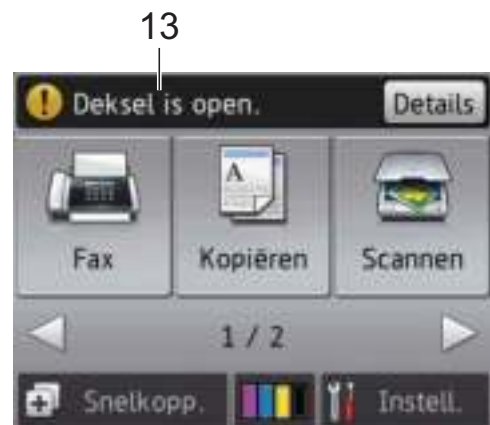 13
Deksel is open. Details
Fax Kopiëren Scannen
1 / 2
Snelkopp. Instell.